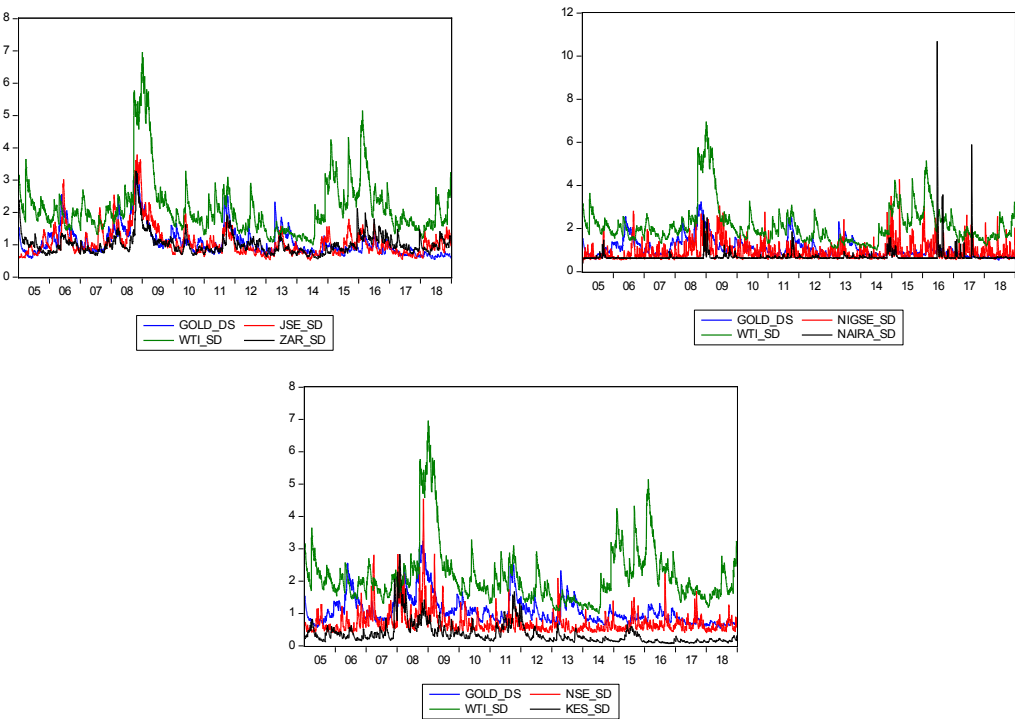 8
7
6
5
4
3
2
1
0
05 06 07 08 09 10 11 12 13 14 15 16 17 18
GOLD_DS JSE_SD
WTI_SD ZAR_SD
12
10
8
6
4
2
0
05 06 07 08 09 10 11 12 13 14 15 16 17 18
GOLD_DS NIGSE_SD
WTI_SD NAIRA_SD
8
7
6
5
4
3
2
1
0
05 06 07 08 09 10 11 12 13 14 15 16 17 18
GOLD_DS NSE_SD
WTI_SD KES_SD